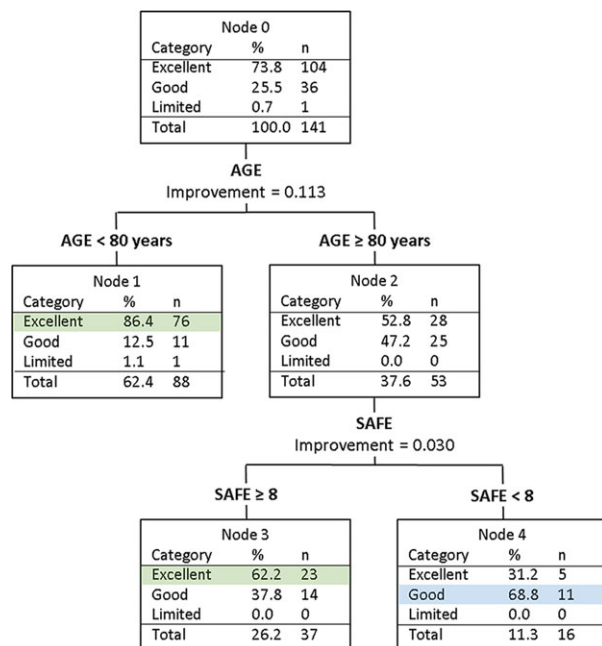 Node 0
Category % n
Excellent 73.8 104
Good 25.5 36
Limited 0.7 1
Total 100.0 141
AGE
Improvement = 0.113
AGE < 80 years
AGE ≥ 80 years
Node 1
Category % n
Excellent 86.4 76
Good 12.5 11
Limited 1.1 1
Total 62.4 88
Node 2
Category % n
Excellent 52.8 28
Good 47.2 25
Limited 0.0 0
Total 37.6 53
SAFE
Improvement = 0.030
SAFE ≥ 8
SAFE < 8
Node 3
Category % n
Excellent 62.2 23
Good 37.8 14
Limited 0.0 0
Total 26.2 37
Node 4
Category % n
Excellent 31.2 5
Good 68.8 11
Limited 0.0 0
Total 11.3 16